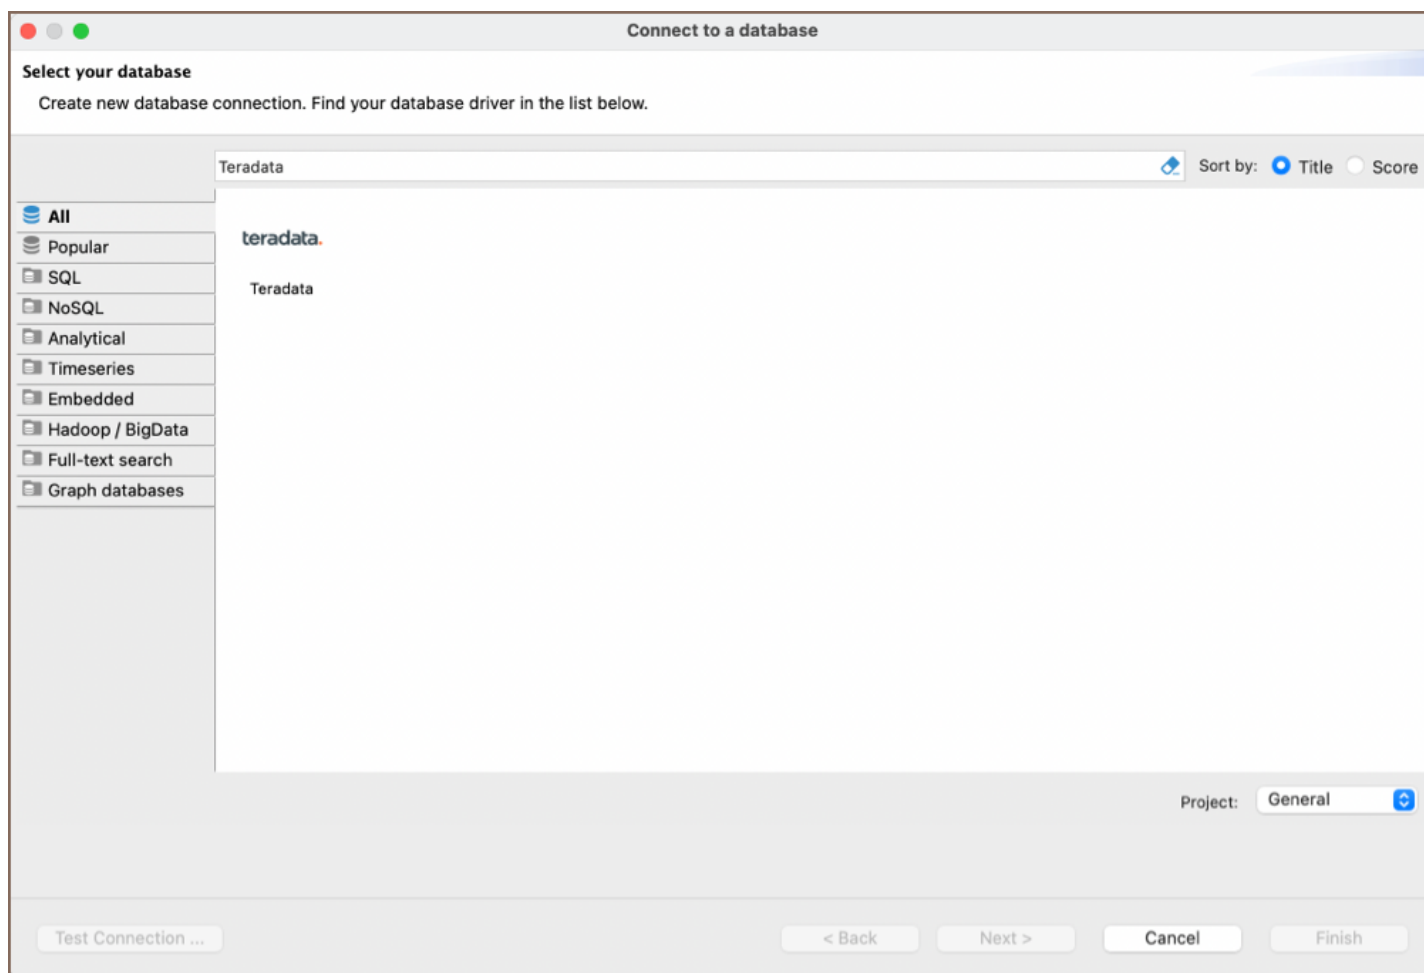 Connect to a database
Select your database
Create new database connection. Find your database driver in the list below.
Teradata
Sort by: Title Score
All
Popular
SQL
NoSQL
Analytical
Timeseries
Embedded
Hadoop / BigData
Full-text search
Graph databases
teradata.
Teradata
Project: General
Test Connection ...
< Back
Next >
Cancel
Finish